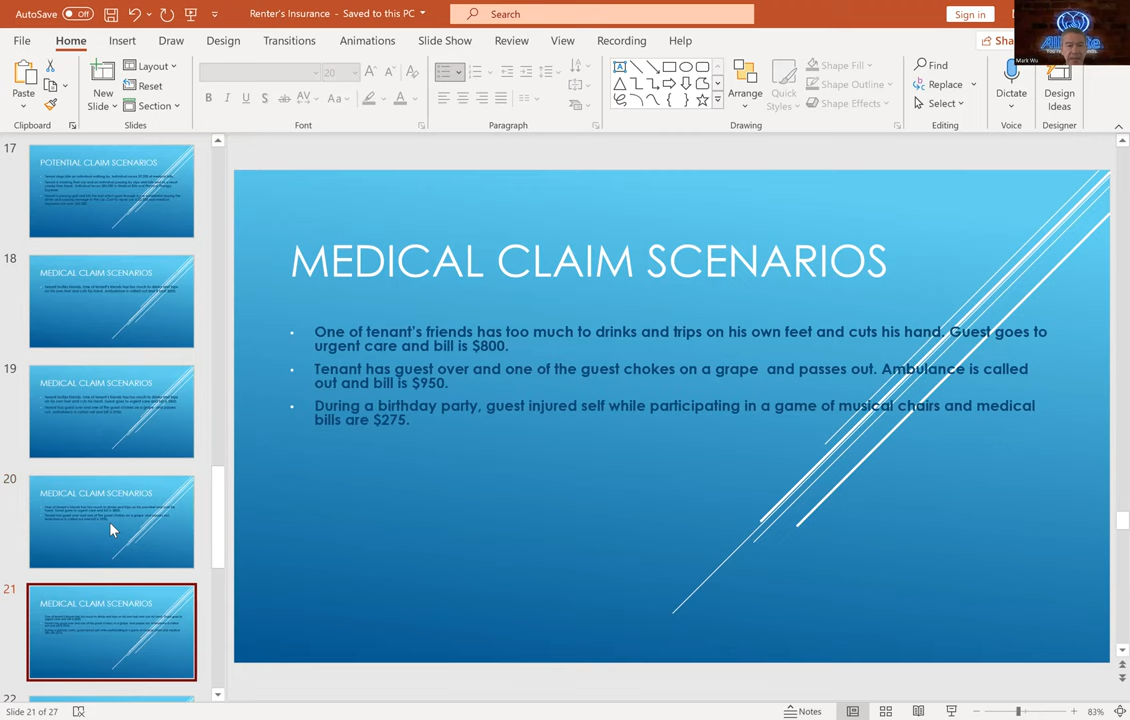 AutoSave Off
Renter's Insurance - Saved to this PC
Search
Sign in
File Home Insert Draw Design Transitions Animations Slide Show Review View Recording Help
Paste
Clipboard
New Slide
Layout
Reset
Section
Slides
20
B I U S ab AV Aa A
Font
Paragraph
Arrange
Quick Styles
Shape Fill
Shape Outline
Shape Effects
Drawing
Find
Replace
Select
Editing
Dictate
Voice
Design Ideas
Designer
Mark Wu
17
POTENTIAL CLAIM SCENARIOS
18
MEDICAL CLAIM SCENARIOS
19
MEDICAL CLAIM SCENARIOS
20
MEDICAL CLAIM SCENARIOS
21
MEDICAL CLAIM SCENARIOS
22
MEDICAL CLAIM SCENARIOS
• One of tenant's friends has too much to drinks and trips on his own feet and cuts his hand. Guest goes to
urgent care and bill is $800.
• Tenant has guest over and one of the guest chokes on a grape and passes out. Ambulance is called
out and bill is $950.
• During a birthday party, guest injured self while participating in a game of musical chairs and medical
bills are $275.
Slide 21 of 27
Notes
83%